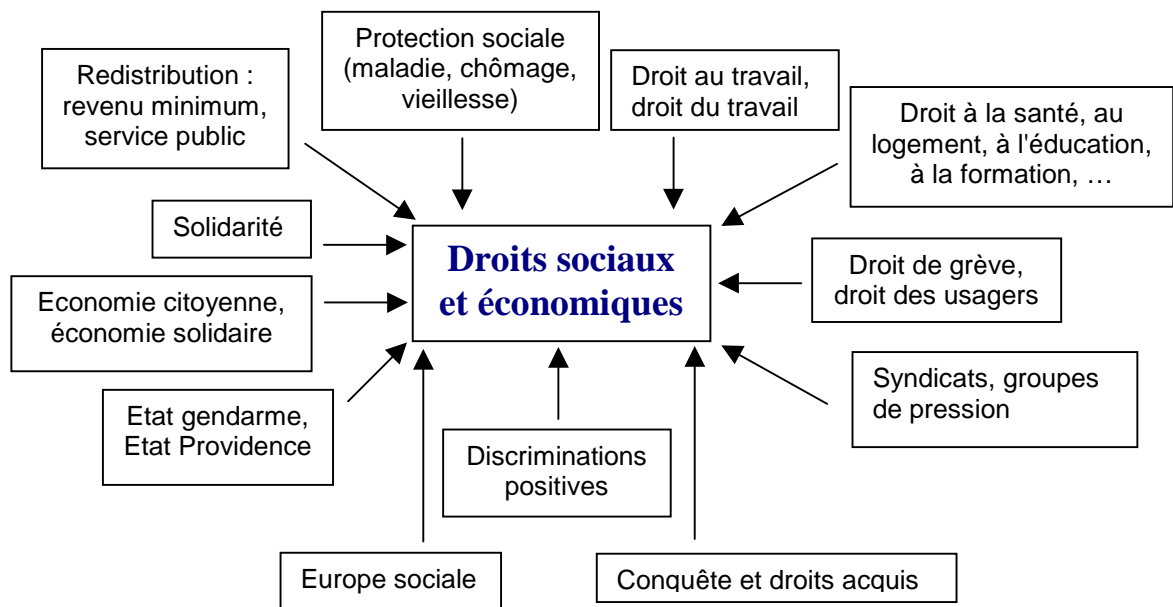 Protection sociale
(maladie, chômage,
vieillesse)
Redistribution :
revenu minimum,
service public
Droit au travail,
droit du travail
Droit à la santé, au
logement, à l'éducation,
à la formation, …
Solidarité
Droits sociaux
et économiques
Droit de grève,
droit des usagers
Economie citoyenne,
économie solidaire
Syndicats, groupes
de pression
Etat gendarme,
Etat Providence
Discriminations
positives
Europe sociale
Conquête et droits acquis